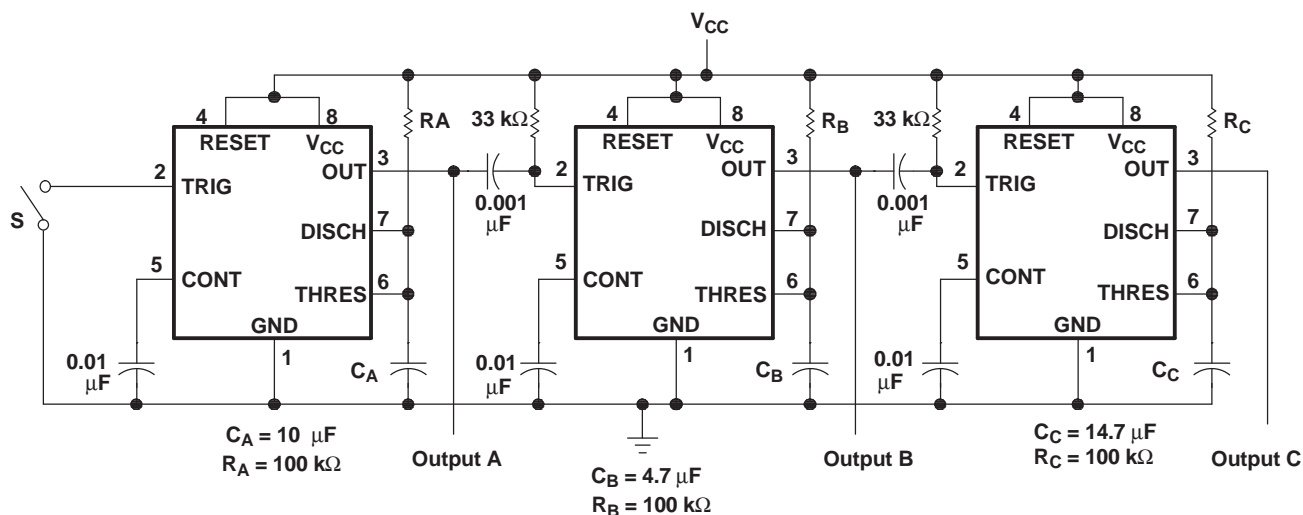 VCC
4
8
RESET
VCC
RA
33 kΩ
3
OUT
2
TRIG
S
0.001
μF
7
DISCH
5
CONT
6
THRES
GND
1
0.01
μF
CA
CA = 10 μF
RA = 100 kΩ
Output A
4
8
RESET
VCC
RB
33 kΩ
3
OUT
2
TRIG
0.001
μF
7
DISCH
5
CONT
6
THRES
GND
1
0.01
μF
CB
CB = 4.7 μF
RB = 100 kΩ
Output B
4
8
RESET
VCC
RC
3
OUT
2
TRIG
7
DISCH
5
CONT
6
THRES
GND
1
0.01
μF
CC
CC = 14.7 μF
RC = 100 kΩ
Output C